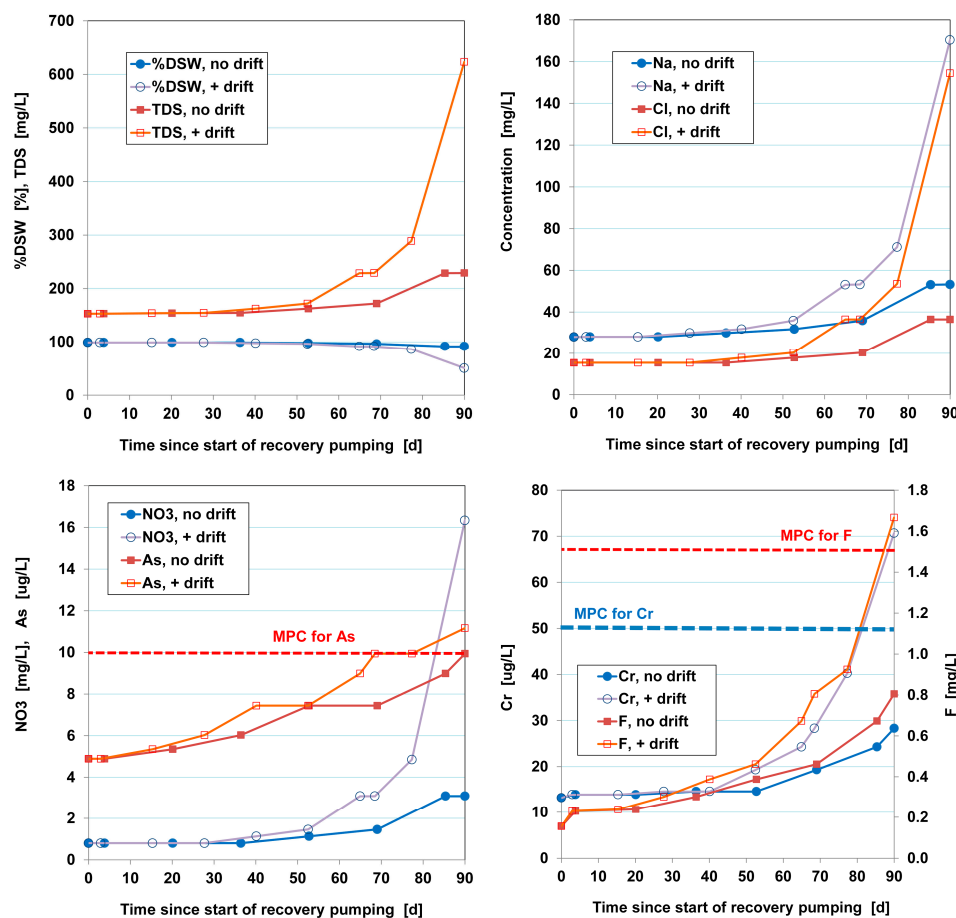 700
600
500
400
300
200
100
0
%DSW [%], TDS [mg/L]
%DSW, no drift
%DSW, + drift
TDS, no drift
TDS, + drift
0 10 20 30 40 50 60 70 80 90
Time since start of recovery pumping [d]
180
160
140
120
100
80
60
40
20
0
Concentration [mg/L]
Na, no drift
Na, + drift
Cl, no drift
Cl, + drift
0 10 20 30 40 50 60 70 80 90
Time since start of recovery pumping [d]
18
16
14
12
10
8
6
4
2
0
NO3 [mg/L], As [ug/L]
NO3, no drift
NO3, + drift
As, no drift
As, + drift
MPC for As
0 10 20 30 40 50 60 70 80 90
Time since start of recovery pumping [d]
80
70
60
50
40
30
20
10
0
Cr [ug/L]
MPC for F
MPC for Cr
Cr, no drift
Cr, + drift
F, no drift
F, + drift
1.8
1.6
1.4
1.2
1.0
0.8
0.6
0.4
0.2
0.0
F [mg/L]
0 10 20 30 40 50 60 70 80 90
Time since start of recovery pumping [d]